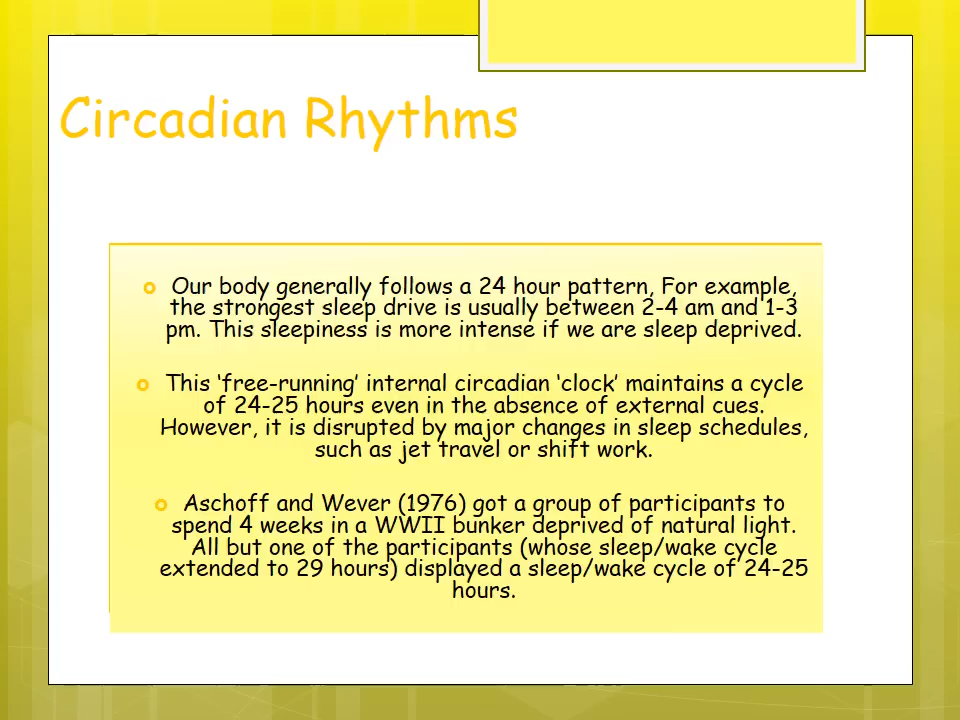 Circadian Rhythms
Our body generally follows a 24 hour pattern, For example,
the strongest sleep drive is usually between 2-4 am and 1-3
pm. This sleepiness is more intense if we are sleep deprived.
This ‘free-running’ internal circadian ‘clock’ maintains a cycle
of 24-25 hours even in the absence of external cues.
However, it is disrupted by major changes in sleep schedules,
such as jet travel or shift work.
Aschoff and Wever (1976) got a group of participants to
spend 4 weeks in a WWII bunker deprived of natural light.
All but one of the participants (whose sleep/wake cycle
extended to 29 hours) displayed a sleep/wake cycle of 24-25
hours.